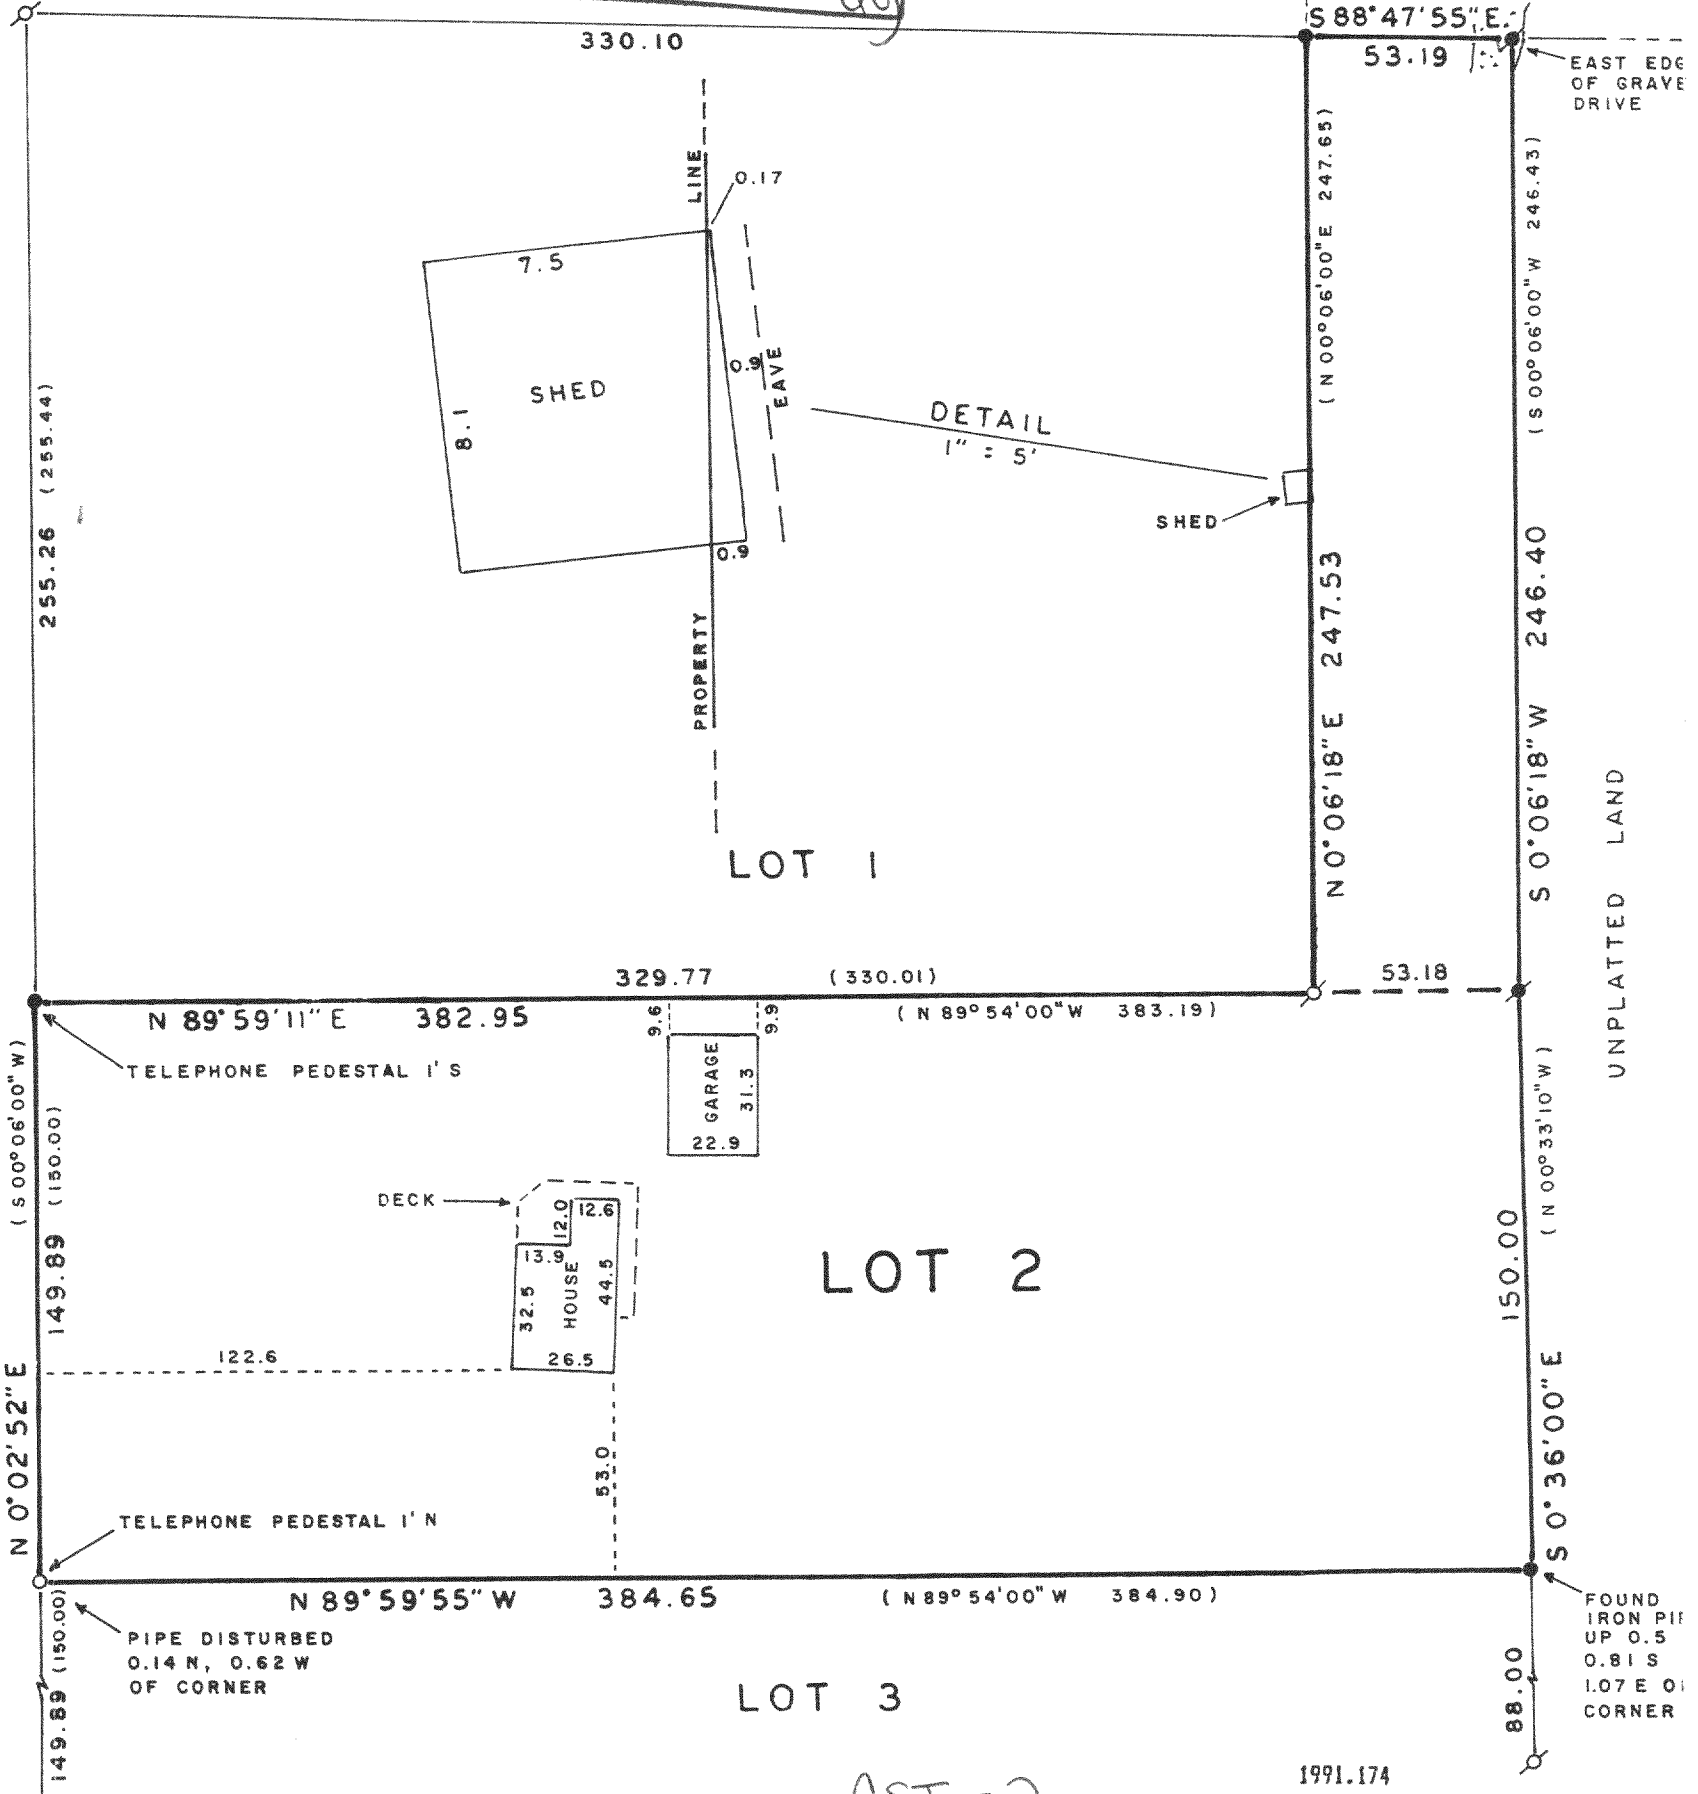 S 88°47'55" E.
330.10
53.19
EAST
OF
DRIVE
LINE
0.17
7.5
(N 00°06'00"E 247.65)
(S 00°06'00"W 246.43)
0.9
EAVE
SHED
8.1
DETAIL
1" = 5'
255.26 (255.44)
SHED
0.9
PROPERTY
N 0°06'18" E 247.53
S 0°06'18" W 246.40
UNPLATTED LAND
LOT 1
329.77 (330.01)
53.18
N 89°59'11" E 382.95
(N 89°54'00"W 383.19)
9.6
9.9
TELEPHONE PEDESTAL 1' S
GARAGE
31.3
22.9
(S 00°06'00" W)
149.89 (150.00)
(N 00°33'10"W)
DECK
12.0
12.6
13.9
HOUSE
32.5
44.5
26.5
LOT 2
150.00
122.6
N 0°02'52" E
53.0
S 0°36'00" E
TELEPHONE PEDESTAL 1' N
N 89°59'55" W 384.65
(N 89°54'00"W 384.90)
PIPE DISTURBED
0.14 N, 0.62 W
OF CORNER
FOUND
IRON
UP 0.5
0.81 S
1.07 E
CORNER
149.89 (150.00)
LOT 3
88.00
1991.174